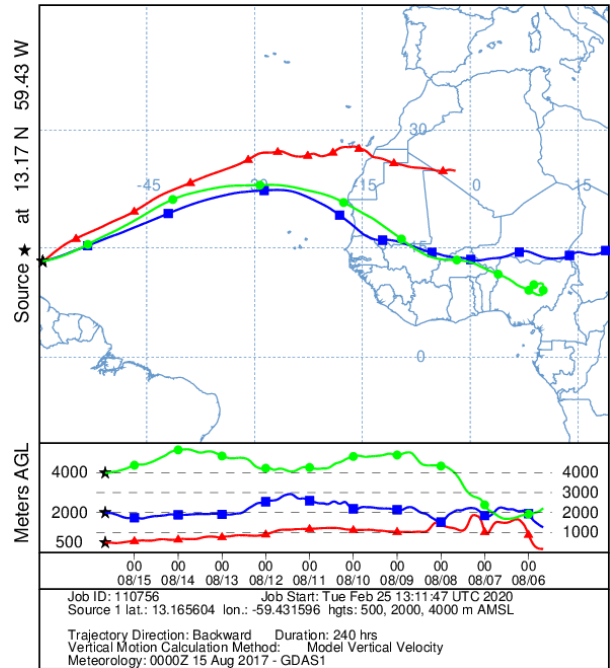 Source ★ at 13.17 N 59.43 W
30
-45 -30 -15 0 15
15
0
Meters AGL
4000 4000
3000
2000 2000
1000
500
00 00 00 00 00 00 00 00 00 00
08/15 08/14 08/13 08/12 08/11 08/10 08/09 08/08 08/07 08/06
Job ID: 110756 Job Start: Tue Feb 25 13:11:47 UTC 2020
Source 1 lat.: 13.165604 lon.: -59.431596 hgts: 500, 2000, 4000 m AMSL
Trajectory Direction: Backward Duration: 240 hrs
Vertical Motion Calculation Method: Model Vertical Velocity
Meteorology: 0000Z 15 Aug 2017 - GDAS1